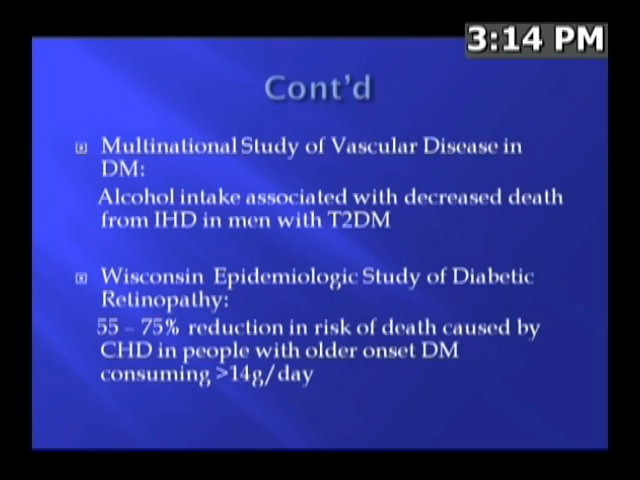 3:14 PM
Cont'd
Multinational Study of Vascular Disease in
DM:
Alcohol intake associated with decreased death
from IHD in men with T2DM
Wisconsin Epidemiologic Study of Diabetic
Retinopathy:
55 – 75% reduction in risk of death caused by
CHD in people with older onset DM
consuming >14g/day